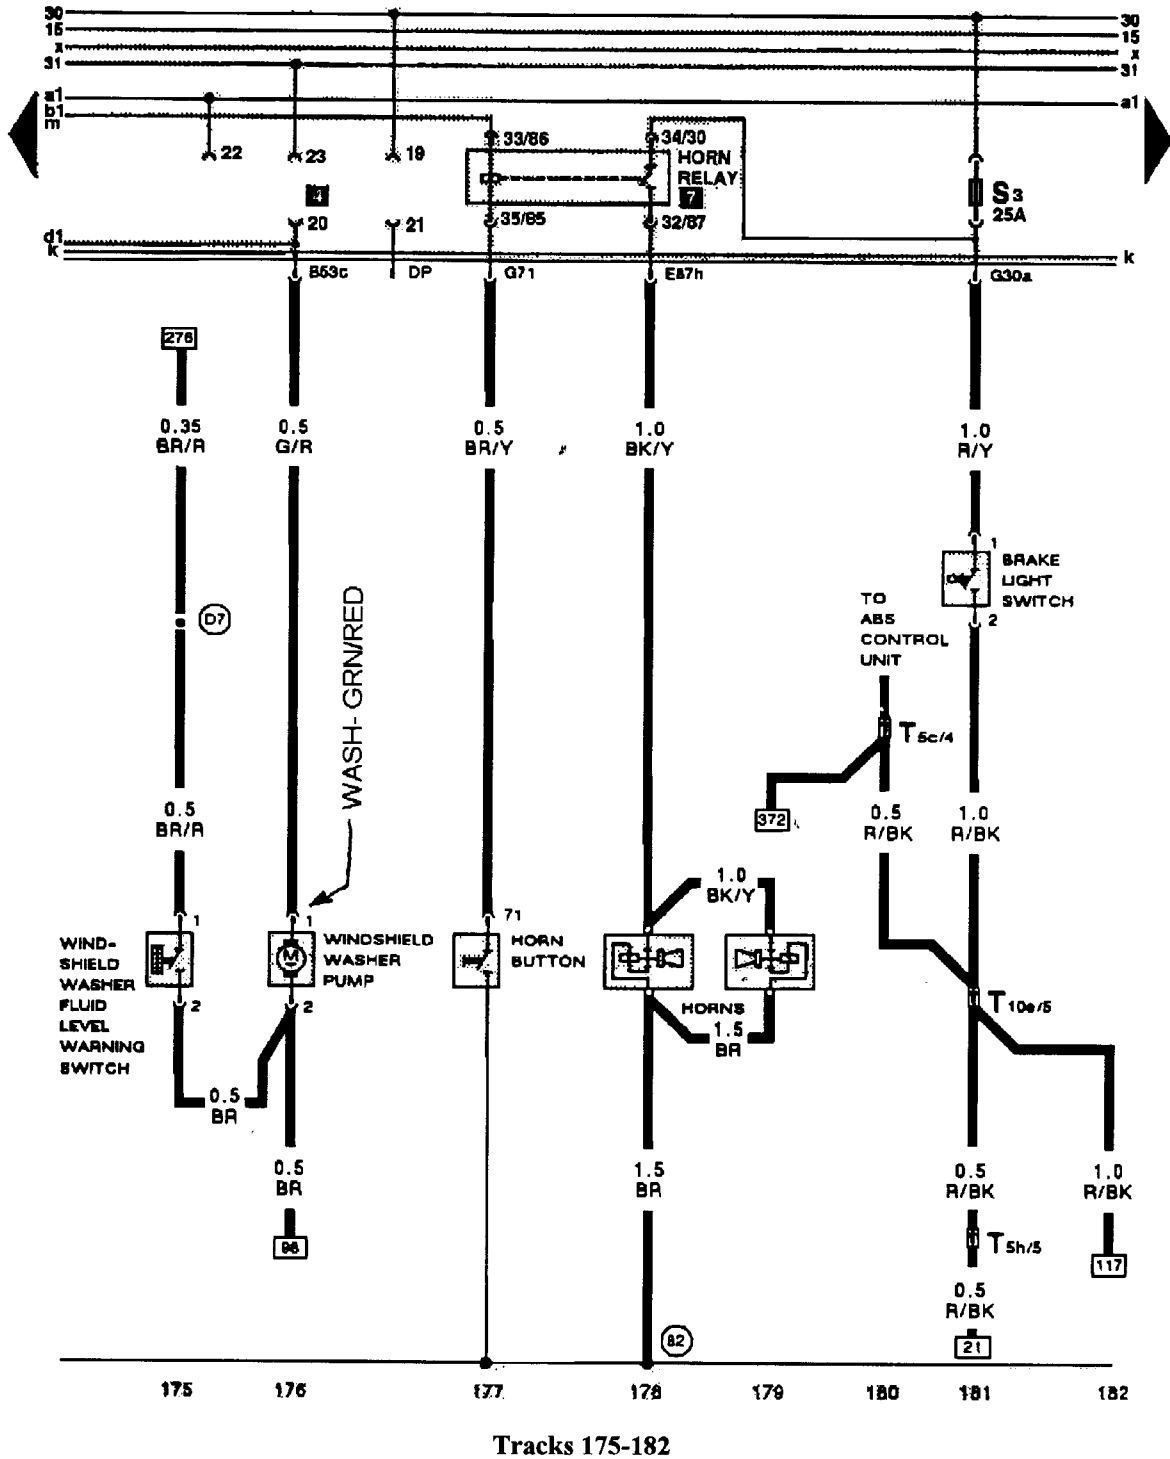 30
30
15
15
x
x
31
31
a1
a1
b1
m
33/86
34/30
22
23
19
HORN
RELAY
4
7
S3
25A
35/85
32/87
20
21
d1
k
k
B53c
DP
G71
E87h
G30a
276
0.35
BR/R
0.5
G/R
0.5
BR/Y
1.0
BK/Y
1.0
R/Y
1
BRAKE
LIGHT
SWITCH
2
D7
WASH- GRN/RED
TO
ABS
CONTROL
UNIT
T5c/4
372
0.5
BR/R
0.5
R/BK
1.0
R/BK
1.0
BK/Y
1
1
71
WIND-
SHIELD
WASHER
FLUID
LEVEL
WARNING
SWITCH
M
WINDSHIELD
WASHER
PUMP
HORN
BUTTON
HORNS
2
2
T10e/5
1.5
BR
0.5
BR
0.5
BR
1.5
BR
0.5
R/BK
1.0
R/BK
98
T5h/5
117
0.5
R/BK
82
21
175 176 177 178 179 180 181 182
Tracks 175-182